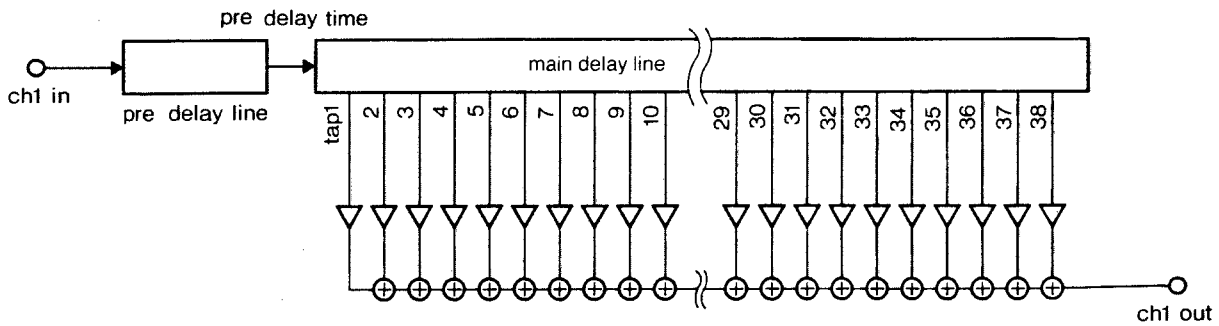 pre delay time
main delay line
ch1 in
pre delay line
tap1 2 3 4 5 6 7 8 9 10 29 30 31 32 33 34 35 36 37 38
ch1 out